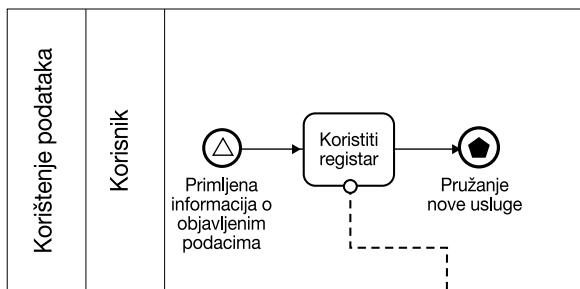 Korištenje podataka
Korisnik
Primljena
informacija o
objavljenim
podacima
Koristiti
registar
Pružanje
nove usluge